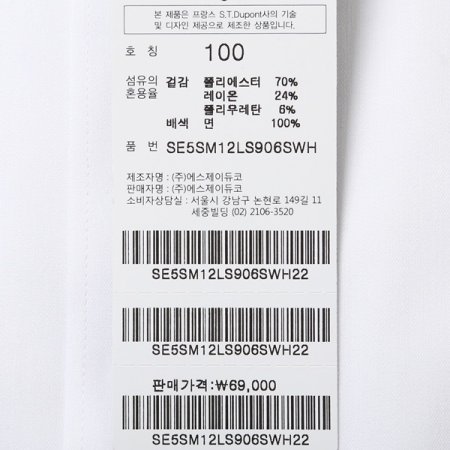 본 제품은 프랑스 S.T.Dupont사의 기술
및 디자인 제공으로 제조한 상품입니다.
호 칭 100
섬유의 혼용율 겉감 폴리에스터 70%
레이온 24%
폴리우레탄 6%
배색 면 100%
품 번 SE5SM12LS906SWH
제조자명 : (주)에스제이듀코
판매자명 : (주)에스제이듀코
소비자상담실 : 서울시 강남구 논현로 149길 11
세중빌딩 (02) 2106-3520
SE5SM12LS906SWH22
SE5SM12LS906SWH22
판매가격:₩69,000
SE5SM12LS906SWH22